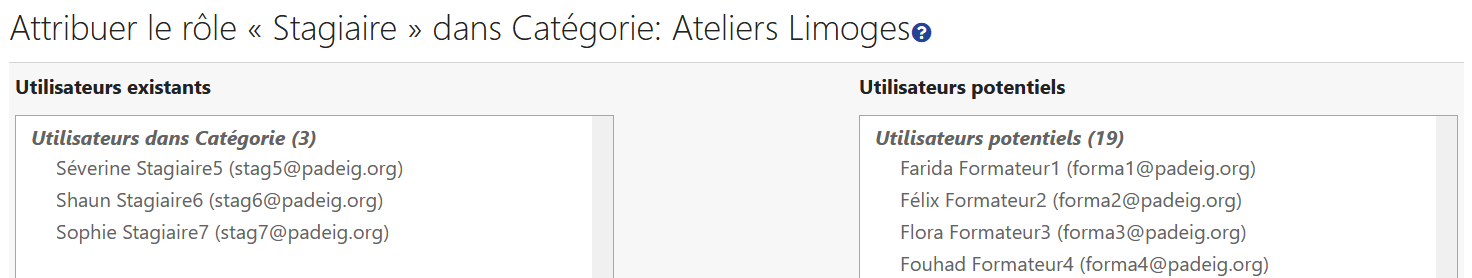 Attribuer le rôle « Stagiaire » dans Catégorie: Ateliers Limoges?
Utilisateurs existants
Utilisateurs dans Catégorie (3)
Séverine Stagiaire5 (stag5@padeig.org)
Shaun Stagiaire6 (stag6@padeig.org)
Sophie Stagiaire7 (stag7@padeig.org)
Utilisateurs potentiels
Utilisateurs potentiels (19)
Farida Formateur1 (forma1@padeig.org)
Félix Formateur2 (forma2@padeig.org)
Flora Formateur3 (forma3@padeig.org)
Fouhad Formateur4 (forma4@padeig.org)